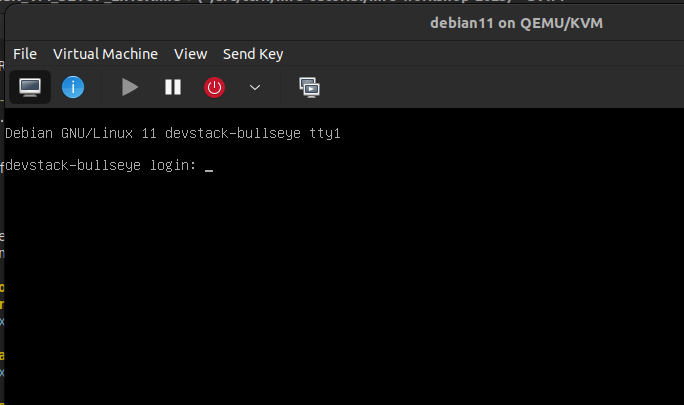 debian11 on QEMU/KVM
File Virtual Machine View Send Key
Debian GNU/Linux 11 devstack-bullseye tty1
devstack-bullseye login: _